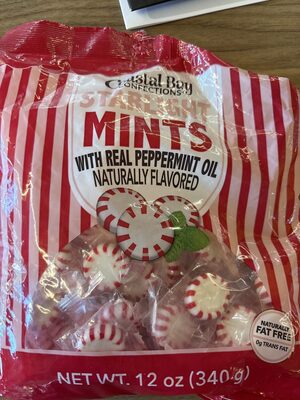 Coastal Bay
CONFECTIONS
STARLIGHT
MINTS
WITH REAL PEPPERMINT OIL
NATURALLY FLAVORED
NATURALLY
FAT FREE
0g TRANS FAT
NET WT. 12 oz (340 g)